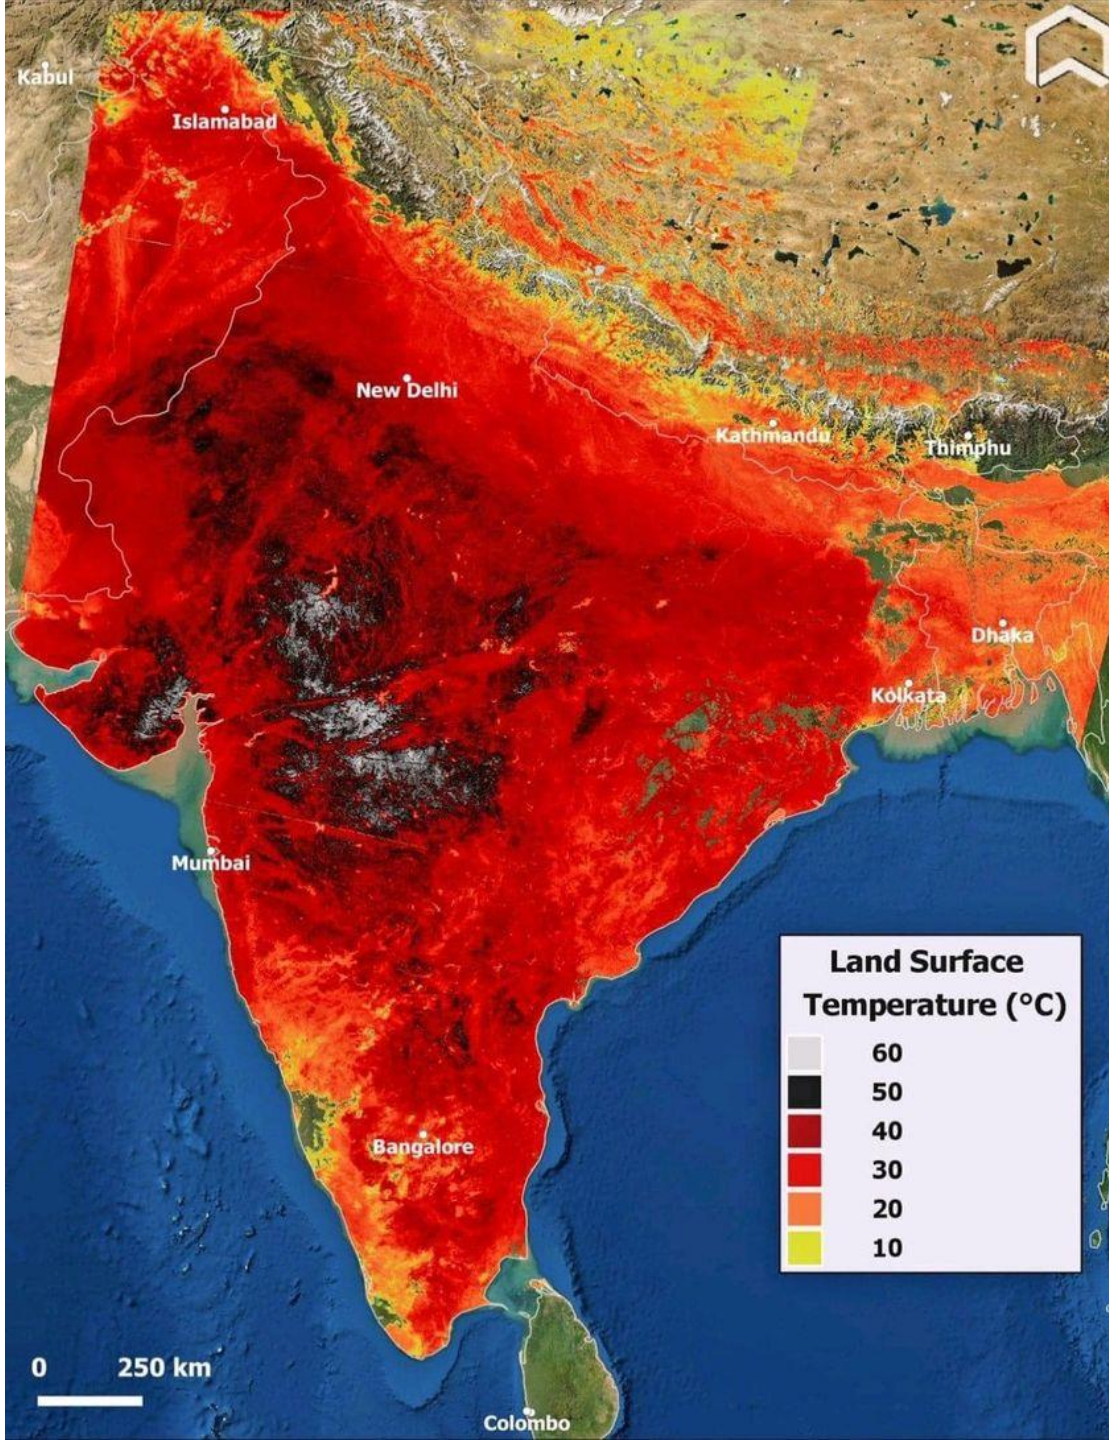 Kabul
Islamabad
New Delhi
Kathmandu
Thimphu
Dhaka
Kolkata
Mumbai
Bangalore
Colombo
Land Surface
Temperature (°C)
60
50
40
30
20
10
0 250 km